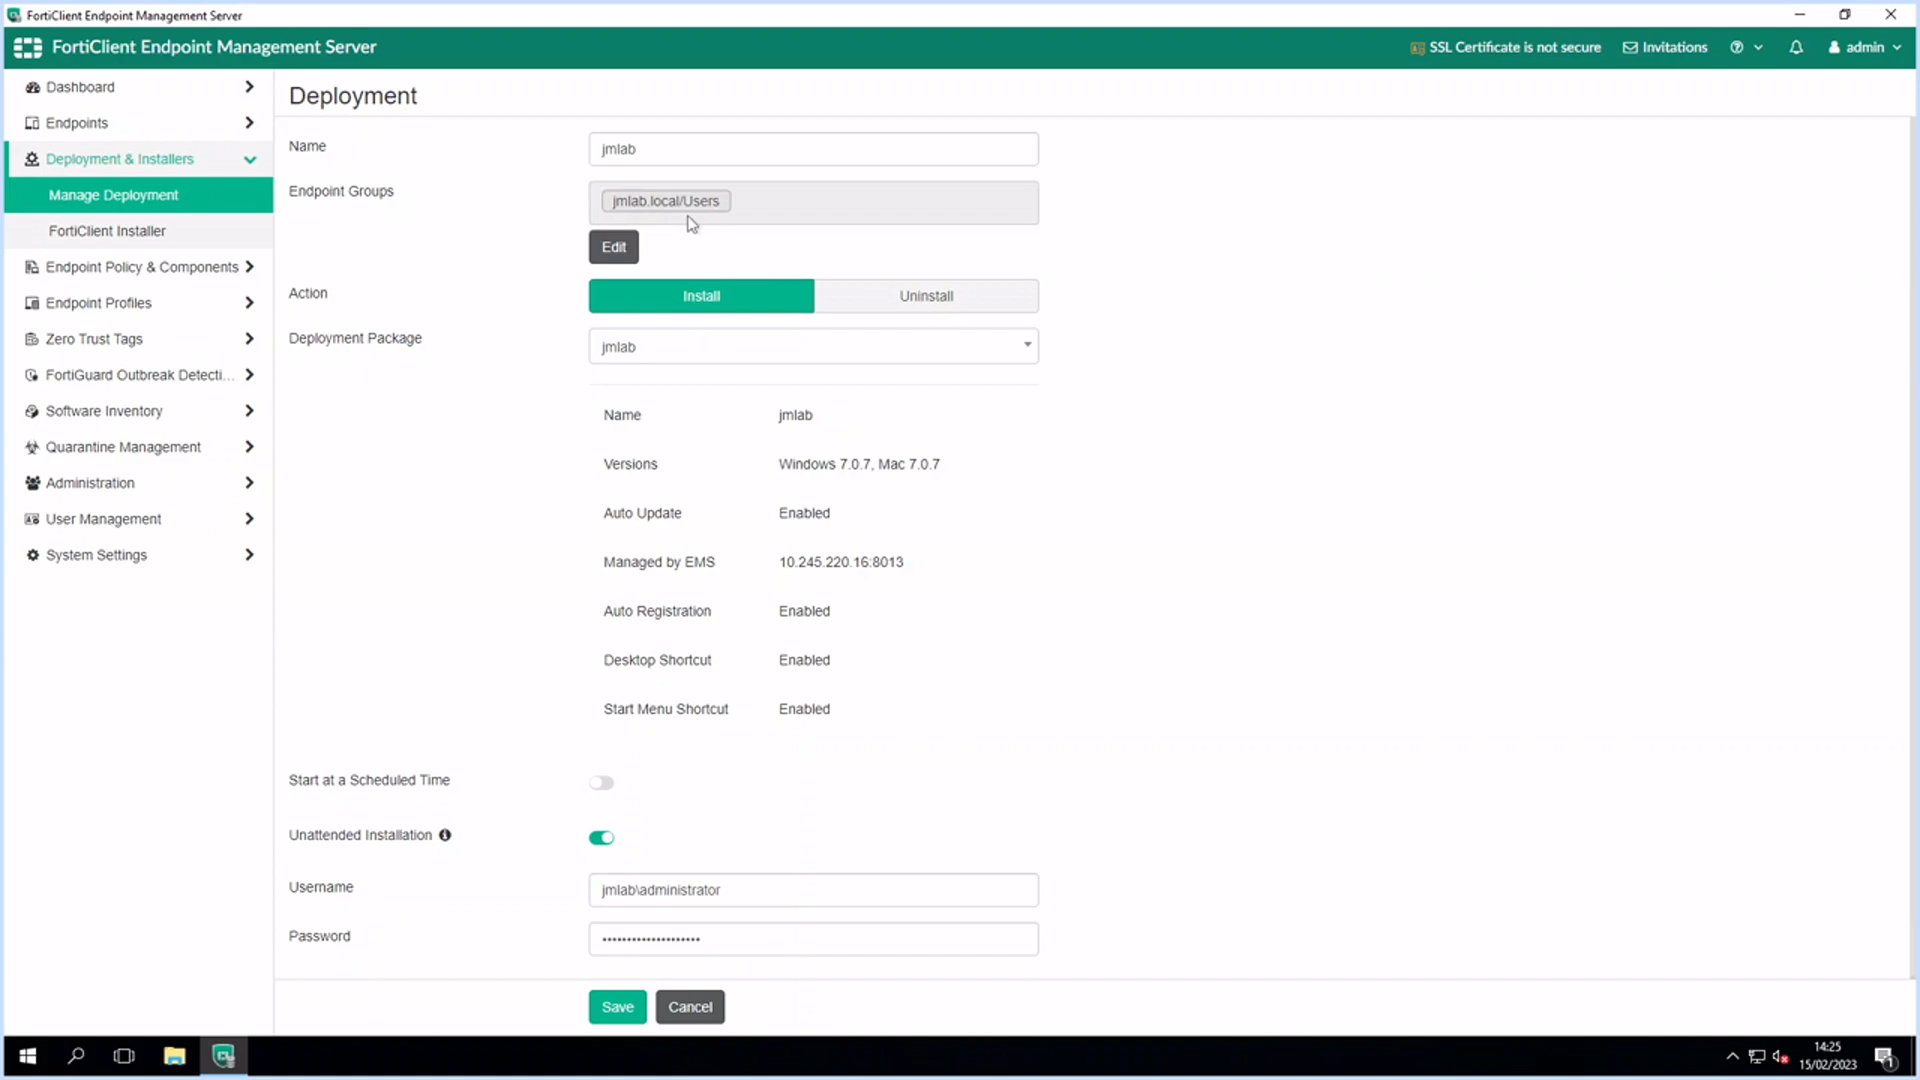 FortiClient Endpoint Management Server
FortiClient Endpoint Management Server
SSL Certificate is not secure
Invitations
admin
Dashboard
Endpoints
Deployment & Installers
Manage Deployment
FortiClient Installer
Endpoint Policy & Components
Endpoint Profiles
Zero Trust Tags
FortiGuard Outbreak Detecti...
Software Inventory
Quarantine Management
Administration
User Management
System Settings
Deployment
Name
jmlab
Endpoint Groups
jmlab.local/Users
Edit
Action
Install
Uninstall
Deployment Package
jmlab
Name jmlab
Versions Windows 7.0.7, Mac 7.0.7
Auto Update Enabled
Managed by EMS 10.245.220.16:8013
Auto Registration Enabled
Desktop Shortcut Enabled
Start Menu Shortcut Enabled
Start at a Scheduled Time
Unattended Installation
Username
jmlab\administrator
Password
••••••••••••••••••••
Save
Cancel
14:25
15/02/2023
1